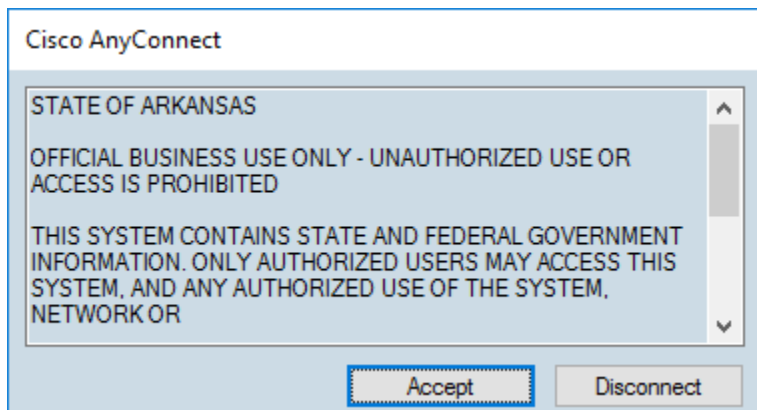 Cisco AnyConnect
STATE OF ARKANSAS
OFFICIAL BUSINESS USE ONLY - UNAUTHORIZED USE OR
ACCESS IS PROHIBITED
THIS SYSTEM CONTAINS STATE AND FEDERAL GOVERNMENT
INFORMATION. ONLY AUTHORIZED USERS MAY ACCESS THIS
SYSTEM, AND ANY AUTHORIZED USE OF THE SYSTEM,
NETWORK OR
Accept Disconnect